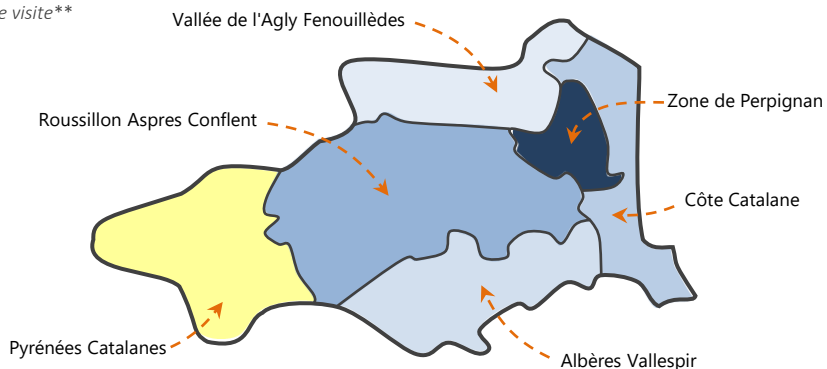 e visite**
Vallée de l'Agly Fenouillèdes
Zone de Perpignan
Roussillon Aspres Conflent
Côte Catalane
Pyrénées Catalanes
Albères Vallespir